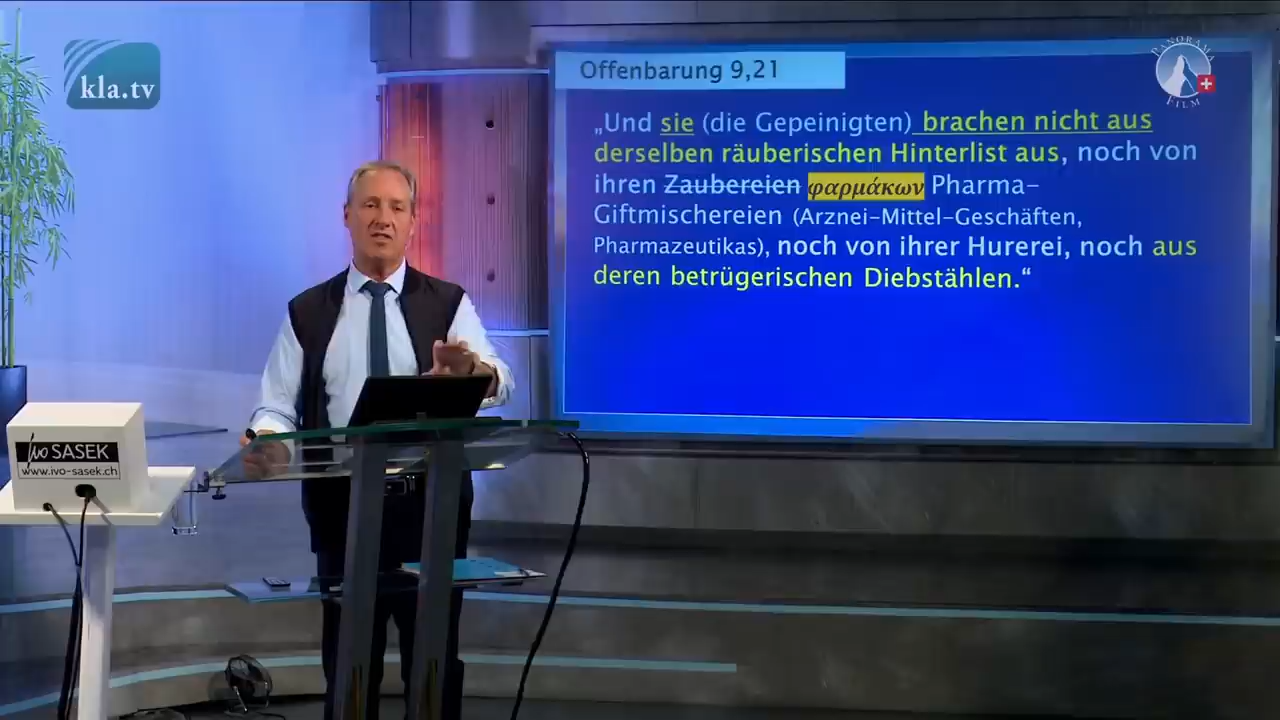 kla.tv
PANORAMA
FILM
Offenbarung 9,21
„Und sie (die Gepeinigten) brachen nicht aus
derselben räuberischen Hinterlist aus, noch von
ihren Zaubereien φαρμάκων Pharma-
Giftmischereien (Arznei-Mittel-Geschäften,
Pharmazeutikas), noch von ihrer Hurerei, noch aus
deren betrügerischen Diebstählen.“
Ivo SASEK
www.ivo-sasek.ch